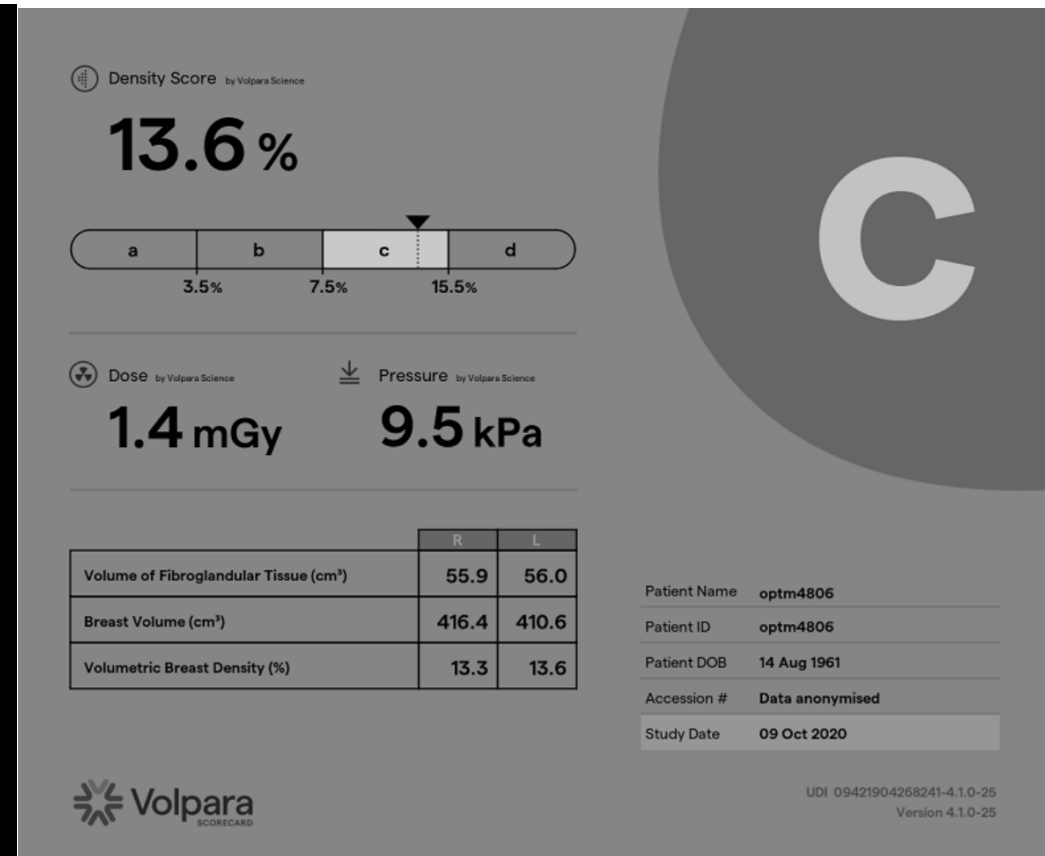 Density Score by Volpara Science
13.6 %
C
a b c d
3.5% 7.5% 15.5%
Dose by Volpara Science
1.4 mGy
Pressure by Volpara Science
9.5 kPa
R L
Volume of Fibroglandular Tissue (cm³) 55.9 56.0
Breast Volume (cm³) 416.4 410.6
Volumetric Breast Density (%) 13.3 13.6
Patient Name optm4806
Patient ID optm4806
Patient DOB 14 Aug 1961
Accession # Data anonymised
Study Date 09 Oct 2020
Volpara
SCORECARD
UDI 09421904268241-4.1.0-25
Version 4.1.0-25